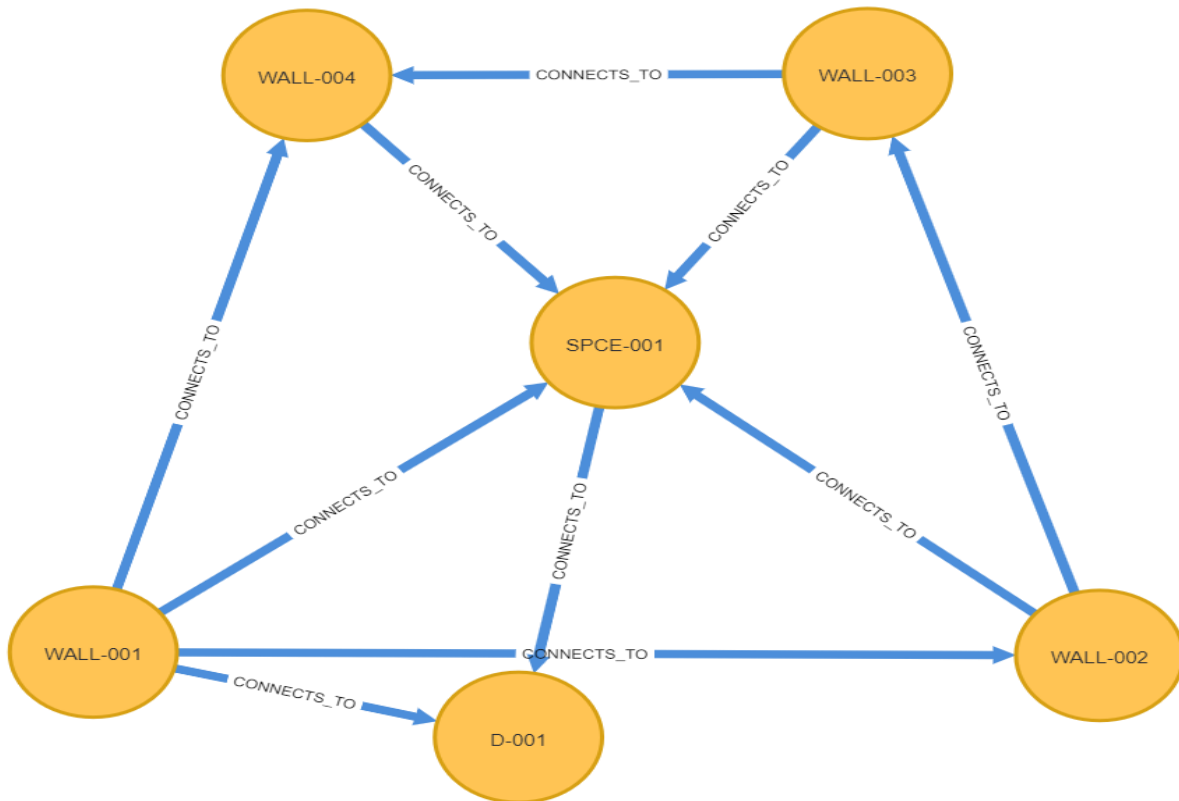 WALL-004
CONNECTS_TO
WALL-003
CONNECTS_TO
CONNECTS_TO
SPCE-001
CONNECTS_TO
CONNECTS_TO
CONNECTS_TO
CONNECTS_TO
CONNECTS_TO
WALL-001
CONNECTS_TO
WALL-002
CONNECTS_TO
D-001